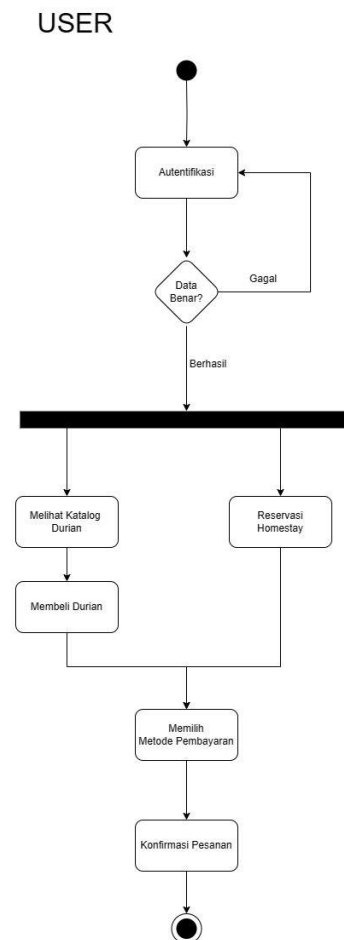 USER
Autentifikasi
Data
Benar?
Gagal
Berhasil
Melihat Katalog
Durian
Reservasi
Homestay
Membeli Durian
Memilih
Metode Pembayaran
Konfirmasi Pesanan